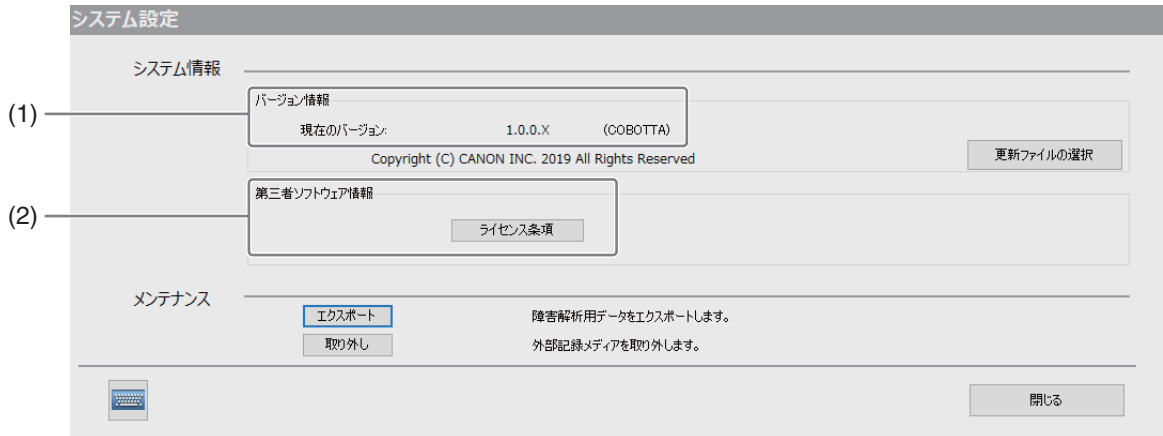 システム設定
システム情報
(1)
バージョン情報
現在のバージョン: 1.0.0.X (COBOTTA)
Copyright (C) CANON INC. 2019 All Rights Reserved
更新ファイルの選択
(2)
第三者ソフトウェア情報
ライセンス条項
メンテナンス
エクスポート 障害解析用データをエクスポートします。
取り外し 外部記録メディアを取り外します。
閉じる